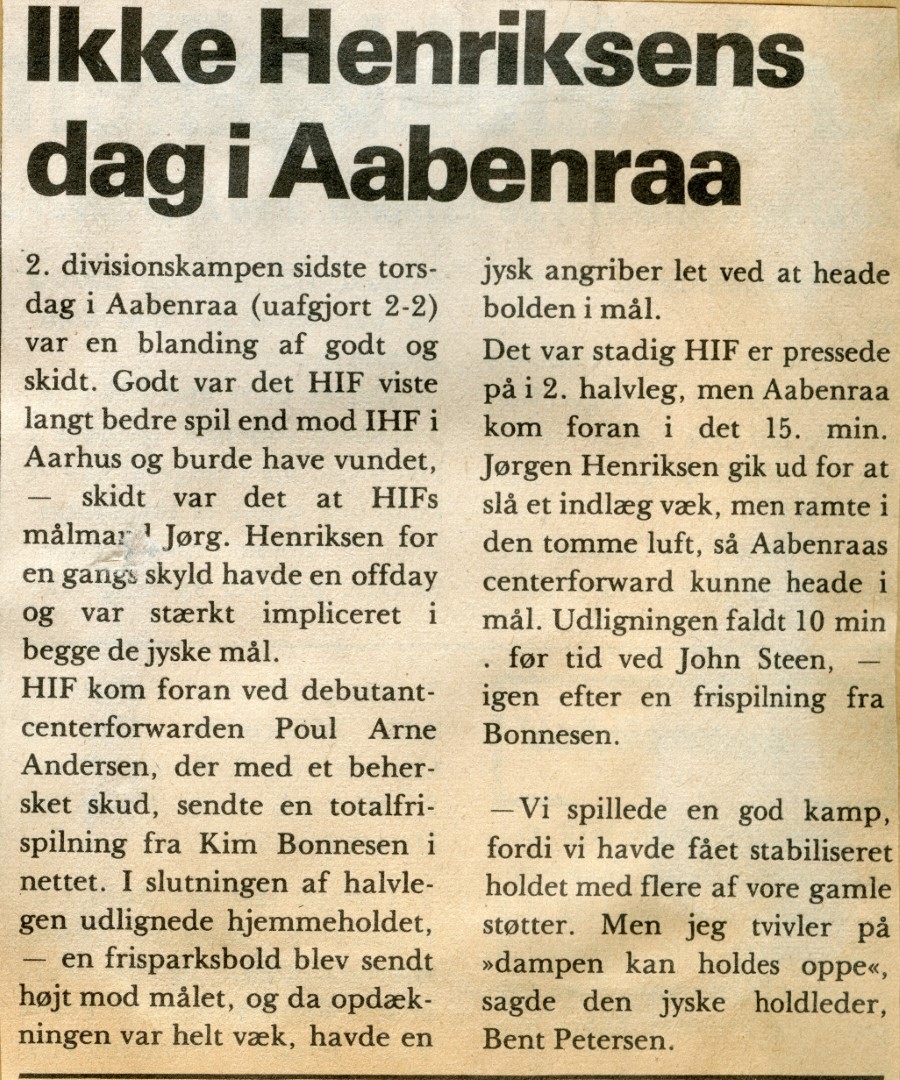 Ikke Henriksens
dag i Aabenraa
2. divisionskampen sidste tors-
dag i Aabenraa (uafgjort 2-2)
var en blanding af godt og
skidt. Godt var det HIF viste
langt bedre spil end mod IHF i
Aarhus og burde have vundet,
— skidt var det at HIFs
Jørg. Henriksen for
en gangs skyld havde en offday
og var stærkt impliceret i
begge de jyske mål.
HIF kom foran ved debutant-
centerforwarden Poul Arne
Andersen, der med et beher-
sket skud, sendte en totalfri-
spilning fra Kim Bonnesen i
nettet. I slutningen af halvle-
gen udlignede hjemmeholdet,
— en frisparksbold blev sendt
højt mod målet, og da opdæk-
ningen var helt væk, havde en
jysk angriber let ved at heade
bolden i mål.
Det var stadig HIF er pressede
på i 2. halvleg, men Aabenraa
kom foran i det 15. min.
Jørgen Henriksen gik ud for at
slå et indlæg væk, men ramte i
den tomme luft, så Aabenraas
centerforward kunne heade i
mål. Udligningen faldt 10 min
. før tid ved John Steen, —
igen efter en frispilning fra
Bonnesen.
—Vi spillede en god kamp,
fordi vi havde fået stabiliseret
holdet med flere af vore gamle
støtter. Men jeg tvivler på
»dampen kan holdes oppe«,
sagde den jyske holdleder,
Bent Petersen.